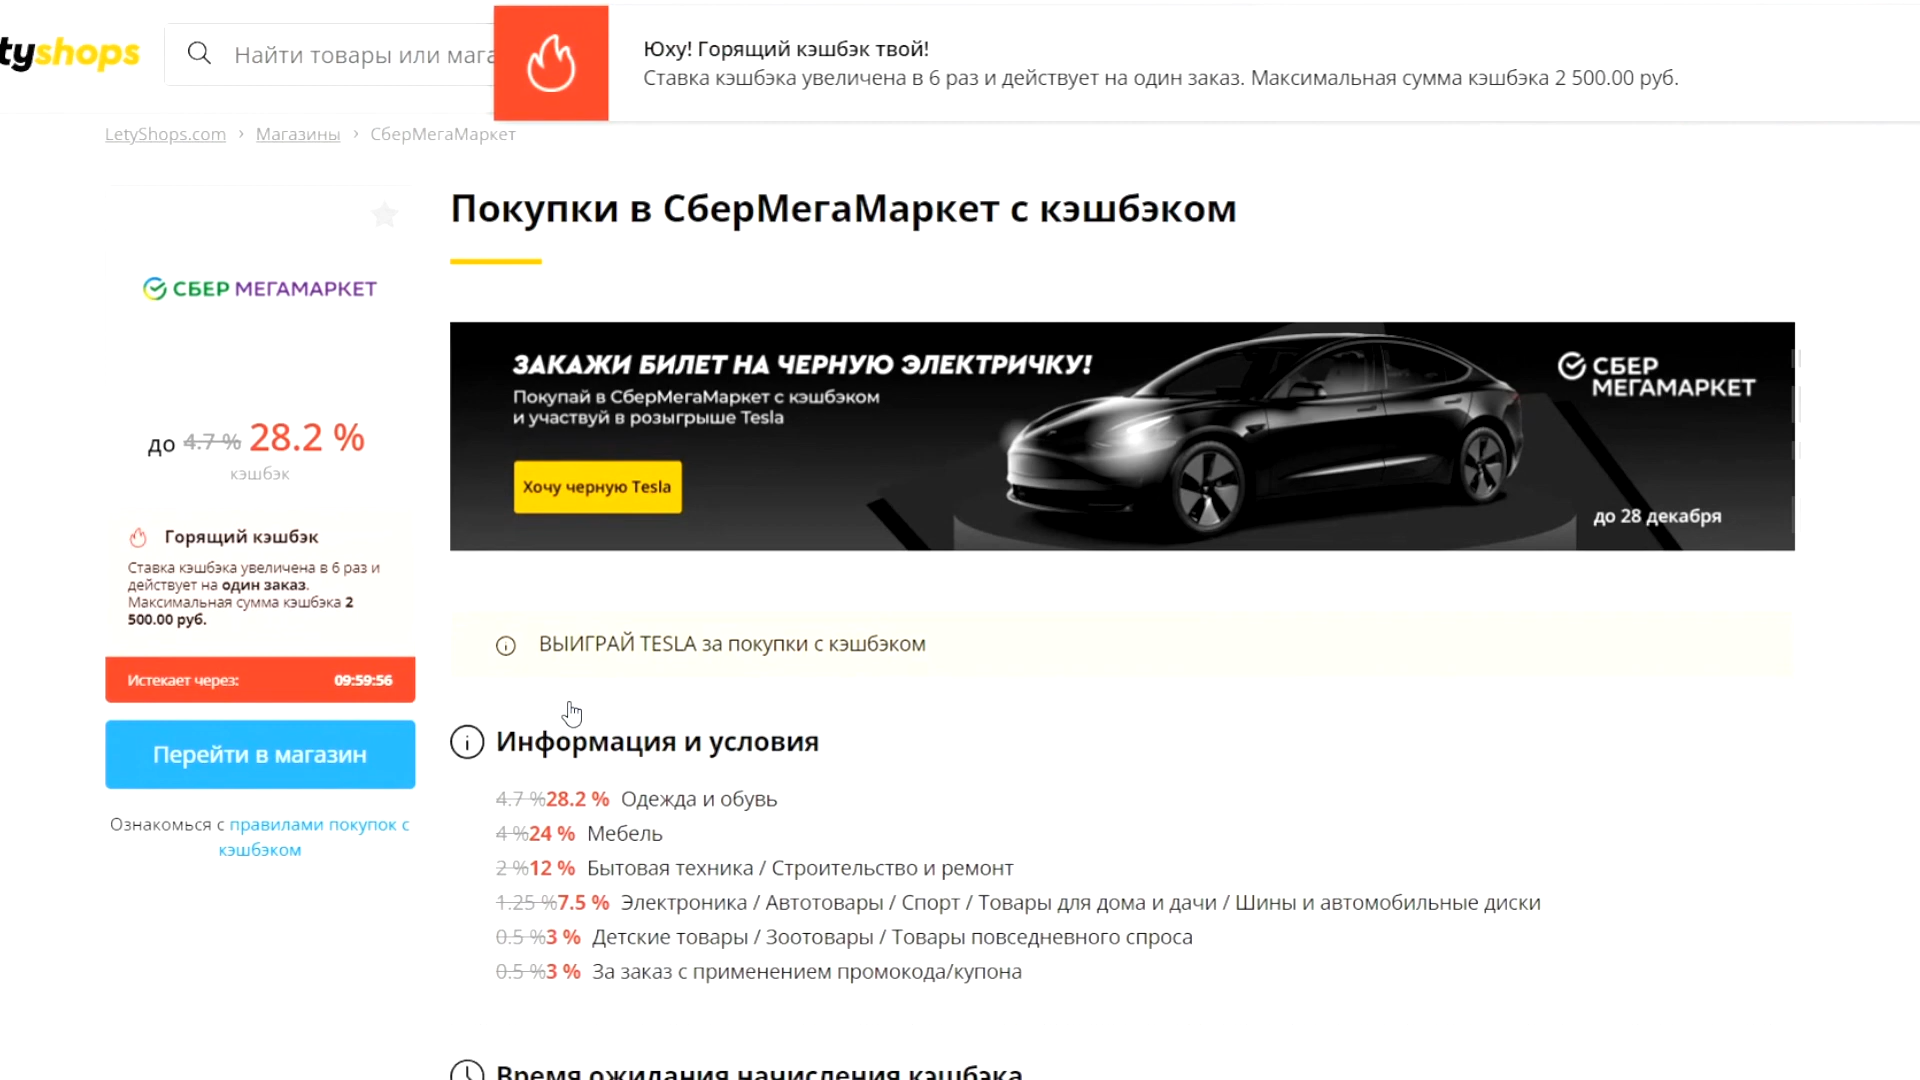 tyshops
Найти товары или мага
Юху! Горящий кэшбэк твой!
Ставка кэшбэка увеличена в 6 раз и действует на один заказ. Максимальная сумма кэшбэка 2 500.00 руб.
LetyShops.com › Магазины › СберМегаМаркет
Покупки в СберМегаМаркет с кэшбэком
СБЕР МЕГАМАРКЕТ
до 4.7 % 28.2 %
кэшбэк
Горящий кэшбэк
Ставка кэшбэка увеличена в 6 раз и
действует на один заказ.
Максимальная сумма кэшбэка 2
500.00 руб.
Истекает через: 09:59:56
Перейти в магазин
Ознакомься с правилами покупок с
кэшбэком
ЗАКАЖИ БИЛЕТ НА ЧЕРНУЮ ЭЛЕКТРИЧКУ!
Покупай в СберМегаМаркет с кэшбэком
и участвуй в розыгрыше Tesla
Хочу черную Tesla
СБЕР
МЕГАМАРКЕТ
до 28 декабря
ВЫИГРАЙ TESLA за покупки с кэшбэком
Информация и условия
4.7 %28.2 % Одежда и обувь
4 %24 % Мебель
2 %12 % Бытовая техника / Строительство и ремонт
1.25 %7.5 % Электроника / Автотовары / Спорт / Товары для дома и дачи / Шины и автомобильные диски
0.5 %3 % Детские товары / Зоотовары / Товары повседневного спроса
0.5 %3 % За заказ с применением промокода/купона
Время ожидания начисления кэшбэка